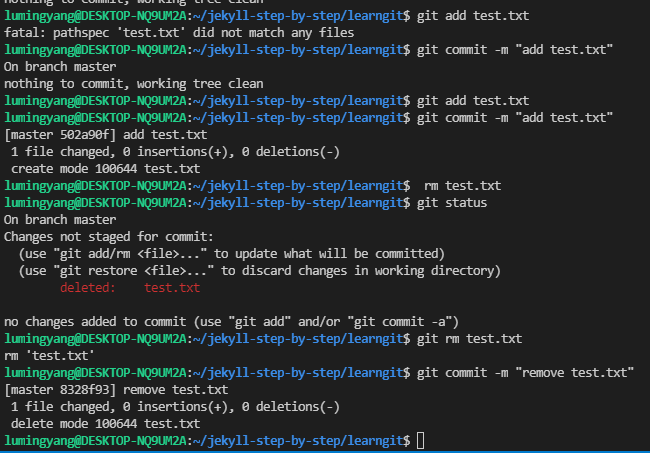 nothing to commit, working tree clean
lumingyang@DESKTOP-NQ9UM2A:~/jekyll-step-by-step/learngit$ git add test.txt
fatal: pathspec 'test.txt' did not match any files
lumingyang@DESKTOP-NQ9UM2A:~/jekyll-step-by-step/learngit$ git commit -m "add test.txt"
On branch master
nothing to commit, working tree clean
lumingyang@DESKTOP-NQ9UM2A:~/jekyll-step-by-step/learngit$ git add test.txt
lumingyang@DESKTOP-NQ9UM2A:~/jekyll-step-by-step/learngit$ git commit -m "add test.txt"
[master 502a90f] add test.txt
 1 file changed, 0 insertions(+), 0 deletions(-)
 create mode 100644 test.txt
lumingyang@DESKTOP-NQ9UM2A:~/jekyll-step-by-step/learngit$  rm test.txt
lumingyang@DESKTOP-NQ9UM2A:~/jekyll-step-by-step/learngit$ git status
On branch master
Changes not staged for commit:
  (use "git add/rm <file>..." to update what will be committed)
  (use "git restore <file>..." to discard changes in working directory)
        deleted:    test.txt

no changes added to commit (use "git add" and/or "git commit -a")
lumingyang@DESKTOP-NQ9UM2A:~/jekyll-step-by-step/learngit$ git rm test.txt
rm 'test.txt'
lumingyang@DESKTOP-NQ9UM2A:~/jekyll-step-by-step/learngit$ git commit -m "remove test.txt"
[master 8328f93] remove test.txt
 1 file changed, 0 insertions(+), 0 deletions(-)
 delete mode 100644 test.txt
lumingyang@DESKTOP-NQ9UM2A:~/jekyll-step-by-step/learngit$